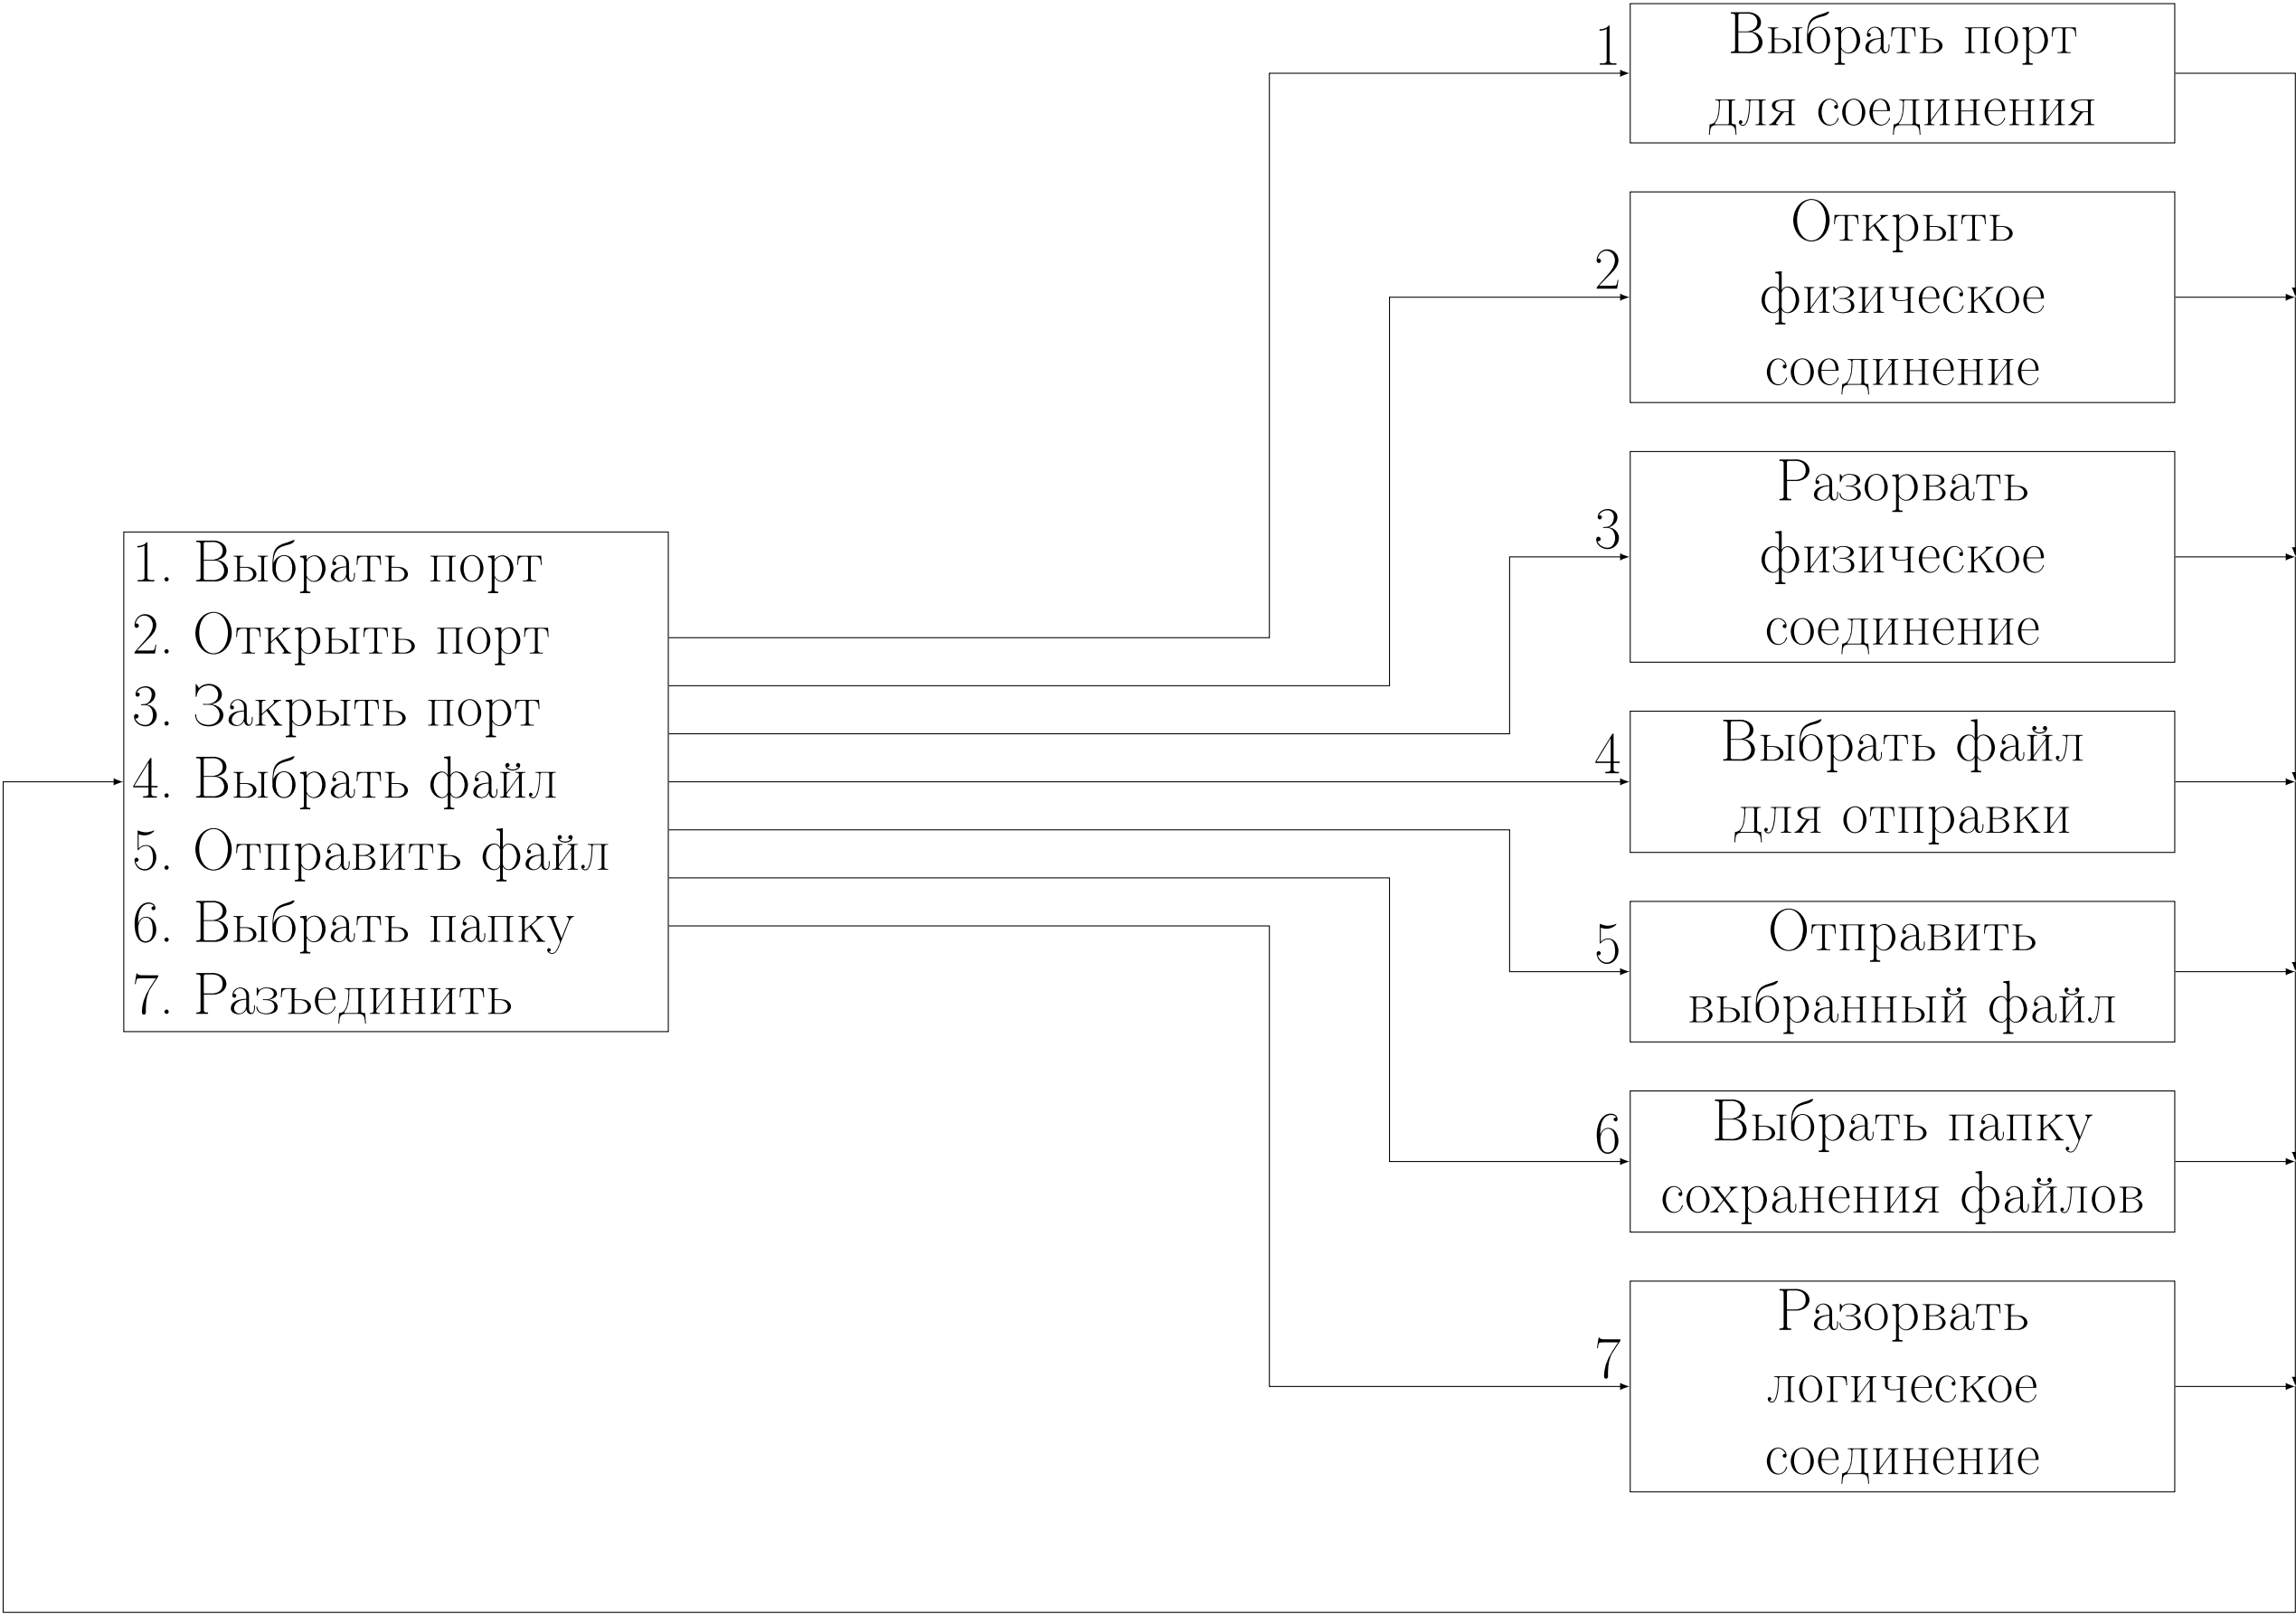 1. Выбрать порт
2. Открыть порт
3. Закрыть порт
4. Выбрать файл
5. Отправить файл
6. Выбрать папку
7. Разъединить
1
Выбрать порт
для соединения
2
Открыть
физическое
соединение
3
Разорвать
физическое
соединение
4
Выбрать файл
для отправки
5
Отправить
выбранный файл
6
Выбрать папку
сохранения файлов
7
Разорвать
логическое
соединение